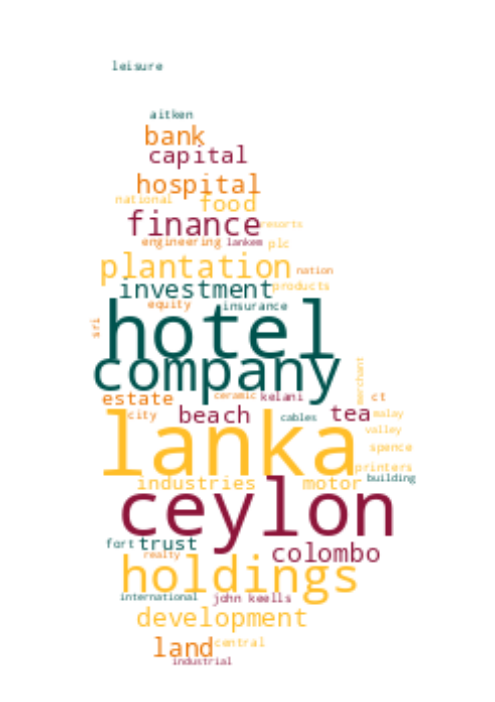 leisure
aitken
bank
capital
hospital
national food
finance resorts
engineering lankem plc
plantation nation
investment products
equity insurance
sri hotel
company merchant
estate ceramic kelani ct
city beach cables tea malay
lanka valley
spence
printers
industries motor building
ceylon
fort trust
realty colombo
holdings
international john keells
development
land central
industrial